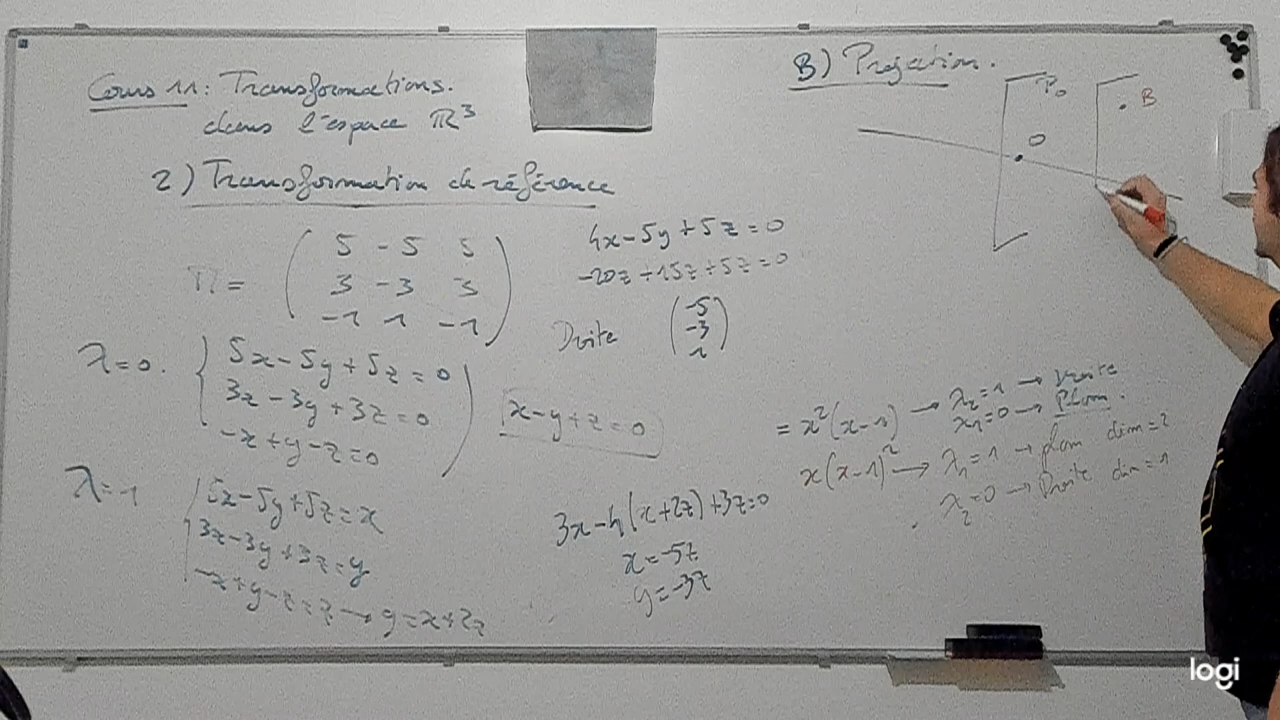 Cours 11: Transformations.
dans l'espace ℝ³
2) Transformation de référence
M = ( 5 -5 5
3 -3 3
-1 1 -1 )
λ=0. { 5x-5y+5z=0
3x-3y+3z=0
-x+y-z=0
x-y+z=0
λ=1 { 5x-5y+5z=x
3x-3y+3z=y
-x+y-z=z → y=x+2z
4x-5y+5z=0
-20z+15z+5z=0
Droite ( -5
-3
1 )
3x-4(x+2z)+3z=0
x=-5z
y=-3z
B) Projection.
P₀
B
O
= x²(x-1) → λ₂=1 → Droite
λ₁=0 → Plan.
x(x-1)² → λ₁=1 → plan dim=2
λ₂=0 → Droite dim=1
logi